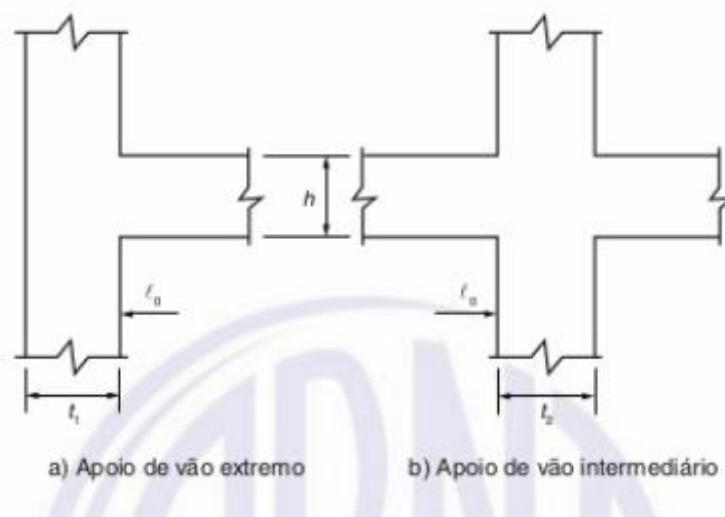 h
ℓ₀ ℓ₀
t₁ t₂
a) Apoio de vão extremo b) Apoio de vão intermediário